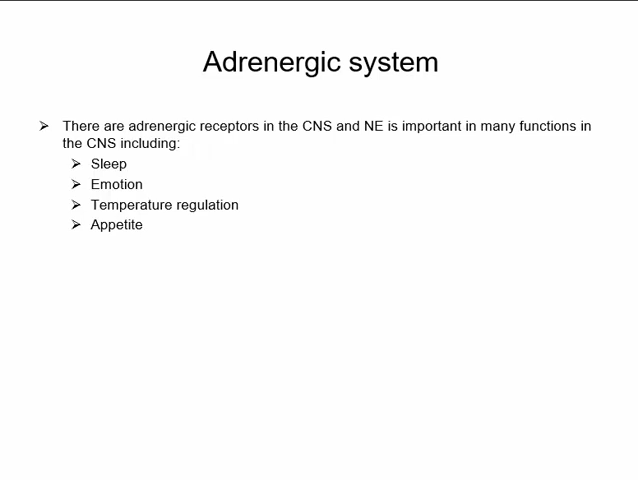 Adrenergic system
➢ There are adrenergic receptors in the CNS and NE is important in many functions in
the CNS including:
➢ Sleep
➢ Emotion
➢ Temperature regulation
➢ Appetite